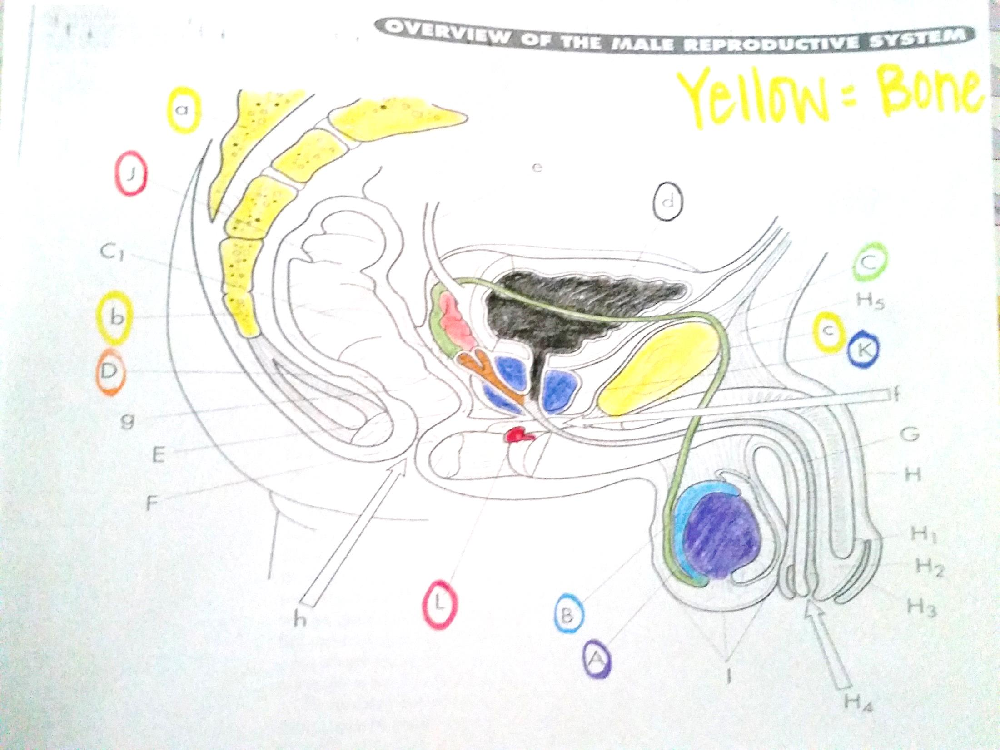 OVERVIEW OF THE MALE REPRODUCTIVE SYSTEM
Yellow = Bone
a
J
e
d
C1
C
H5
b
c
K
D
f
g
G
E
H
F
H1
H2
L
B
H3
h
A
I
H4